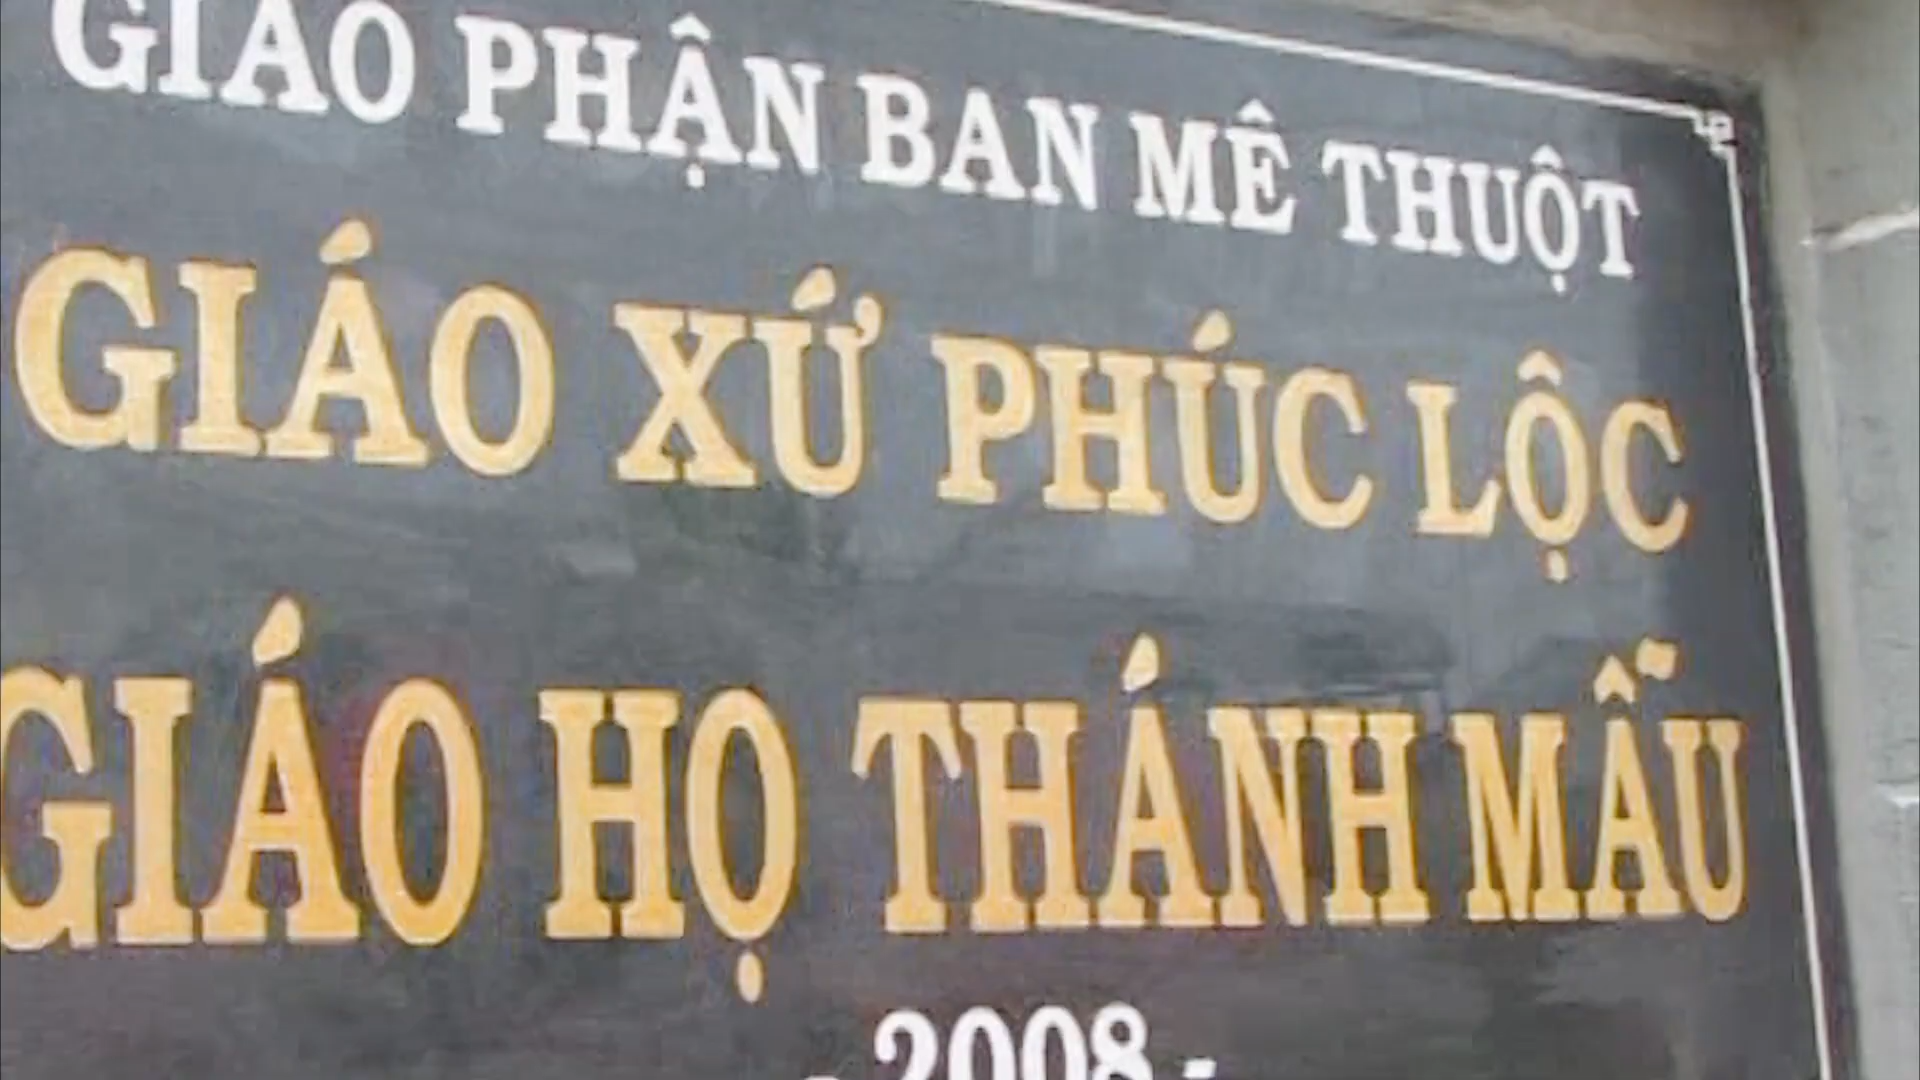 GIÁO PHẬN BAN MÊ THUỘT
GIÁO XỨ PHÚC LỘC
GIÁO HỌ THÁNH MẪU
- 2008 -